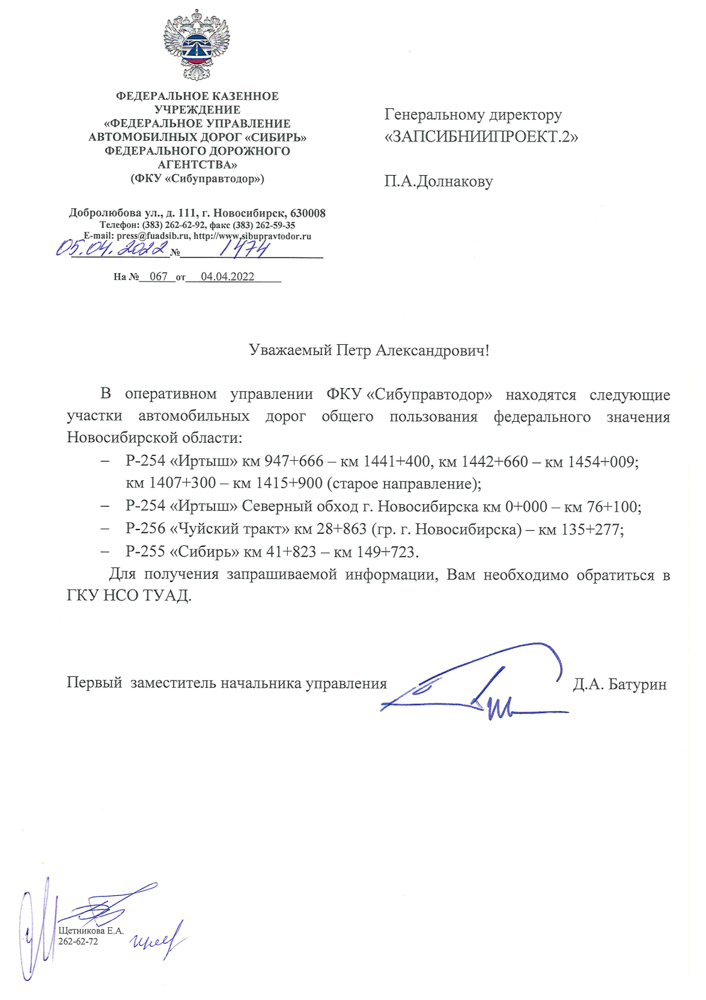 ФЕДЕРАЛЬНОЕ КАЗЕННОЕ
УЧРЕЖДЕНИЕ
«ФЕДЕРАЛЬНОЕ УПРАВЛЕНИЕ
АВТОМОБИЛНЫХ ДОРОГ «СИБИРЬ»
ФЕДЕРАЛЬНОГО ДОРОЖНОГО
АГЕНТСТВА»
(ФКУ «Сибуправтодор»)
Добролюбова ул., д. 111, г. Новосибирск, 630008
Телефон: (383) 262-62-92, факс (383) 262-59-35
E-mail: press@fuadsib.ru, http://www.sibupravtodor.ru
05.04.2022 № 1474
На № 067 от 04.04.2022
Генеральному директору
«ЗАПСИБНИИПРОЕКТ.2»
П.А.Долнакову
Уважаемый Петр Александрович!
В оперативном управлении ФКУ «Сибуправтодор» находятся следующие
участки автомобильных дорог общего пользования федерального значения
Новосибирской области:
– Р-254 «Иртыш» км 947+666 – км 1441+400, км 1442+660 – км 1454+009;
км 1407+300 – км 1415+900 (старое направление);
– Р-254 «Иртыш» Северный обход г. Новосибирска км 0+000 – км 76+100;
– Р-256 «Чуйский тракт» км 28+863 (гр. г. Новосибирска) – км 135+277;
– Р-255 «Сибирь» км 41+823 – км 149+723.
Для получения запрашиваемой информации, Вам необходимо обратиться в
ГКУ НСО ТУАД.
Первый заместитель начальника управления Д.А. Батурин
Щетникова Е.А.
262-62-72